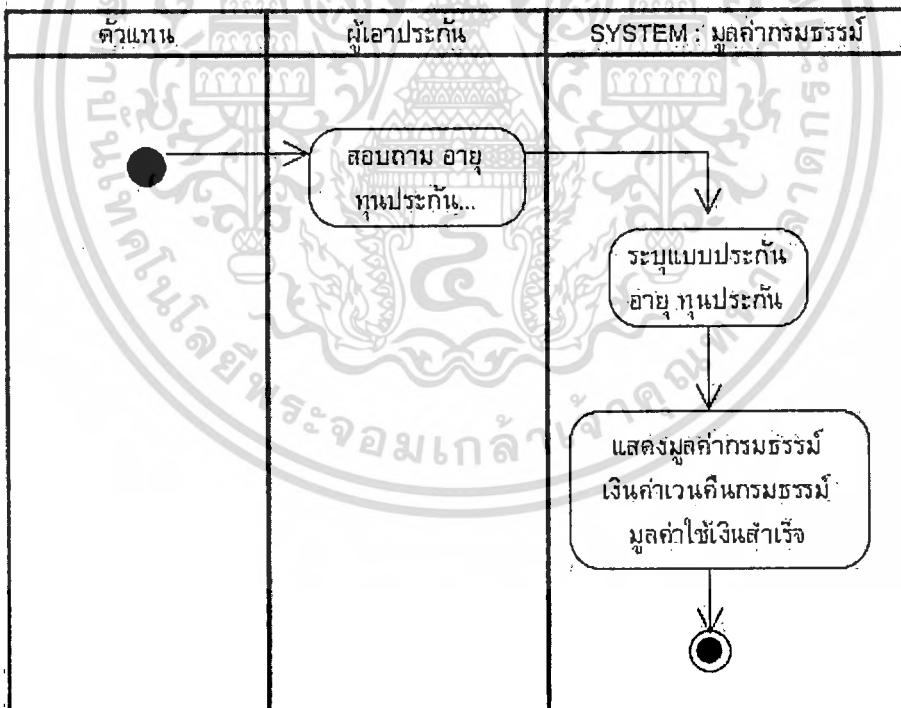 ตัวแทน
ผู้เอาประกัน
SYSTEM : มูลค่ากรมธรรม์
สอบถาม อายุ
ทุนประกัน...
ระบุแบบประกัน
อายุ ทุนประกัน
แสดงมูลค่ากรมธรรม์
เงินค่าเวนคืนกรมธรรม์
มูลค่าใช้เงินสำเร็จ